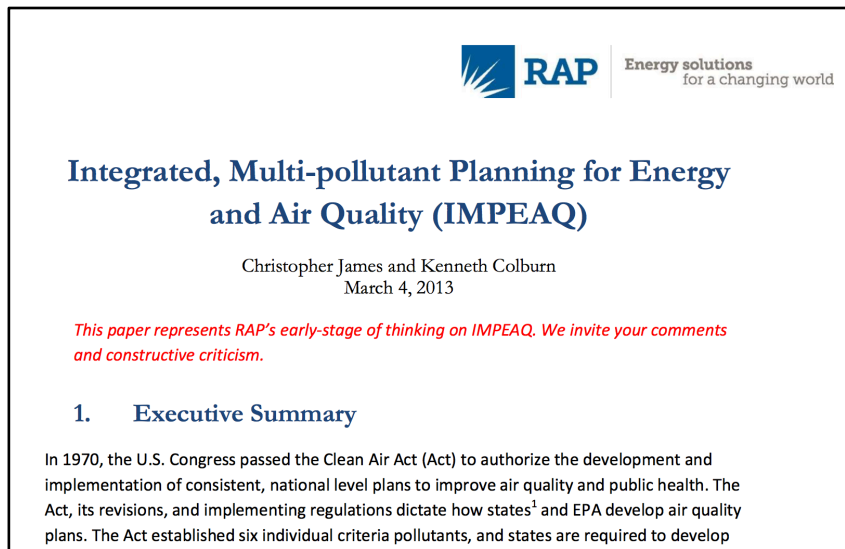 RAP
Energy solutions
for a changing world
Integrated, Multi-pollutant Planning for Energy
and Air Quality (IMPEAQ)
Christopher James and Kenneth Colburn
March 4, 2013
This paper represents RAP’s early-stage of thinking on IMPEAQ. We invite your comments
and constructive criticism.
1. Executive Summary
In 1970, the U.S. Congress passed the Clean Air Act (Act) to authorize the development and
implementation of consistent, national level plans to improve air quality and public health. The
Act, its revisions, and implementing regulations dictate how states¹ and EPA develop air quality
plans. The Act established six individual criteria pollutants, and states are required to develop